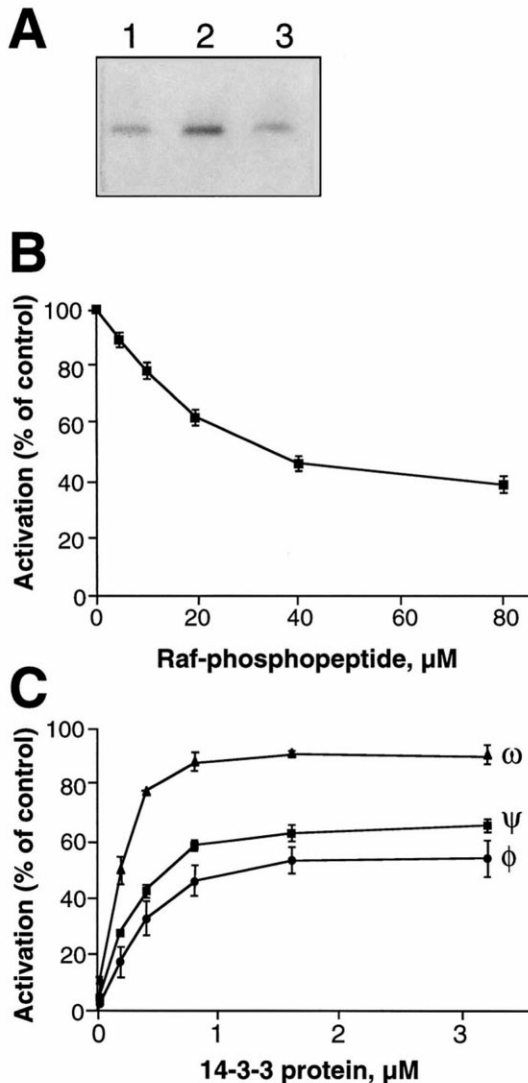 A
1 2 3
B
Activation (% of control)
100
80
60
40
20
0
0 20 40 60 80
Raf-phosphopeptide, µM
C
Activation (% of control)
100
80
60
40
20
0
ω
ψ
ϕ
0 1 2 3
14-3-3 protein, µM